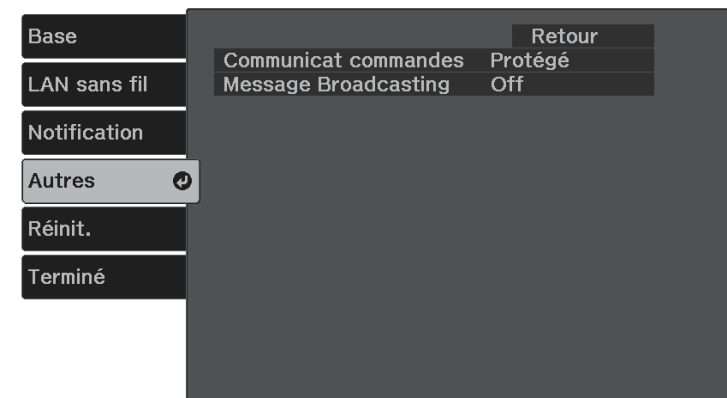 Base
LAN sans fil
Notification
Autres
Réinit.
Terminé
Retour
Communicat commandes Protégé
Message Broadcasting Off